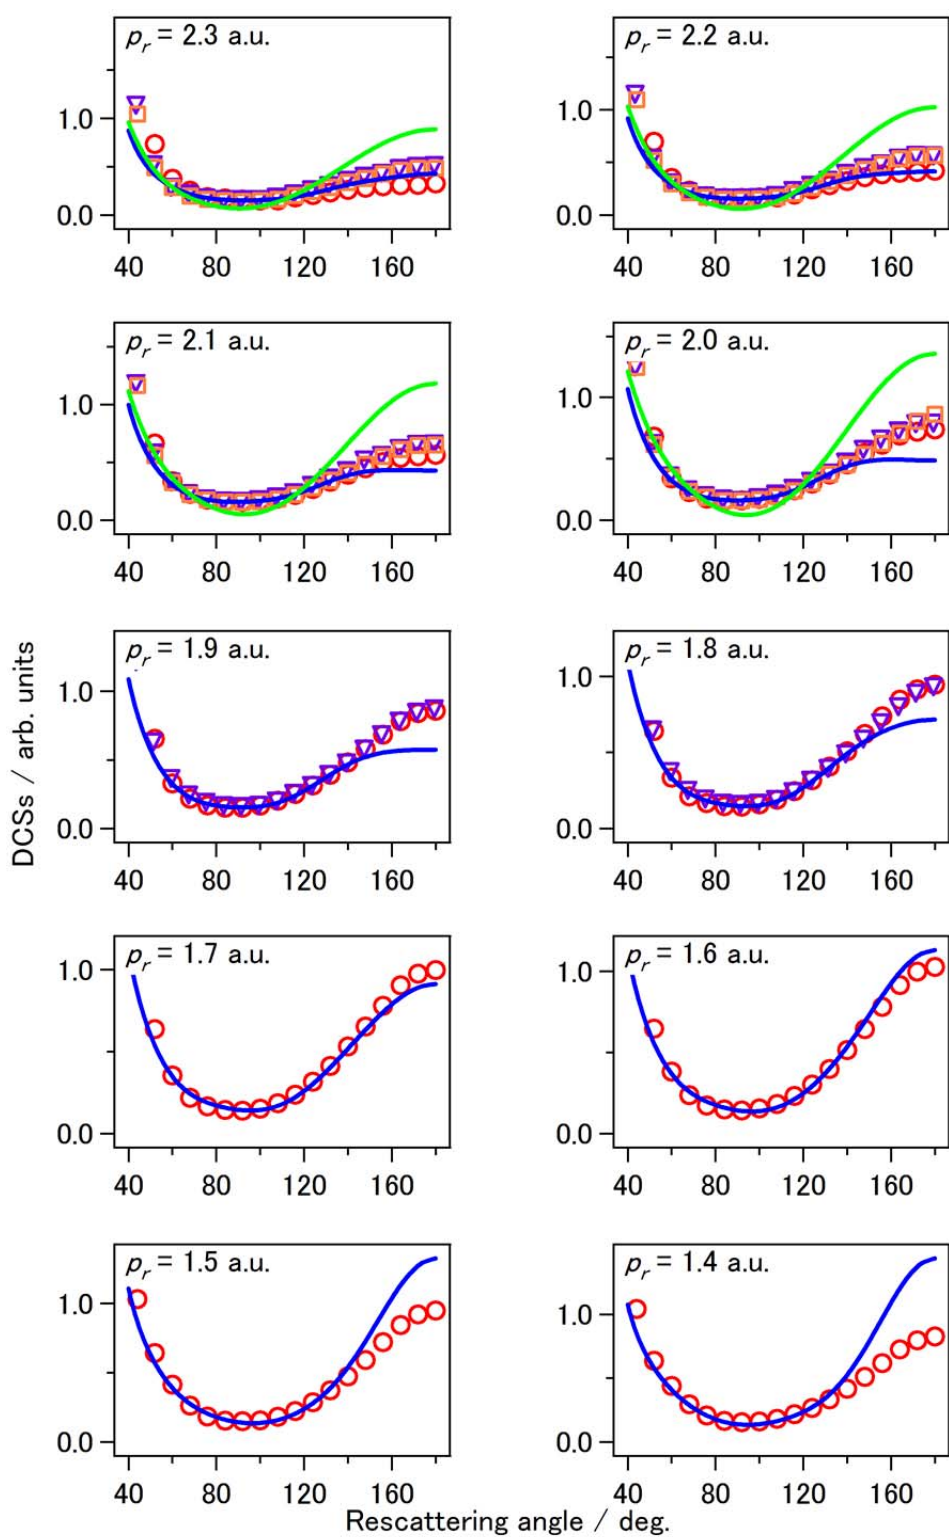 p_r = 2.3 a.u.
p_r = 2.2 a.u.
1.0
0.0
1.0
0.0
40 80 120 160
40 80 120 160
p_r = 2.1 a.u.
p_r = 2.0 a.u.
1.0
0.0
1.0
0.0
40 80 120 160
40 80 120 160
DCSs / arb. units
p_r = 1.9 a.u.
p_r = 1.8 a.u.
1.0
0.0
1.0
0.0
40 80 120 160
40 80 120 160
p_r = 1.7 a.u.
p_r = 1.6 a.u.
1.0
0.0
1.0
0.0
40 80 120 160
40 80 120 160
p_r = 1.5 a.u.
p_r = 1.4 a.u.
1.0
0.0
1.0
0.0
40 80 120 160
40 80 120 160
Rescattering angle / deg.